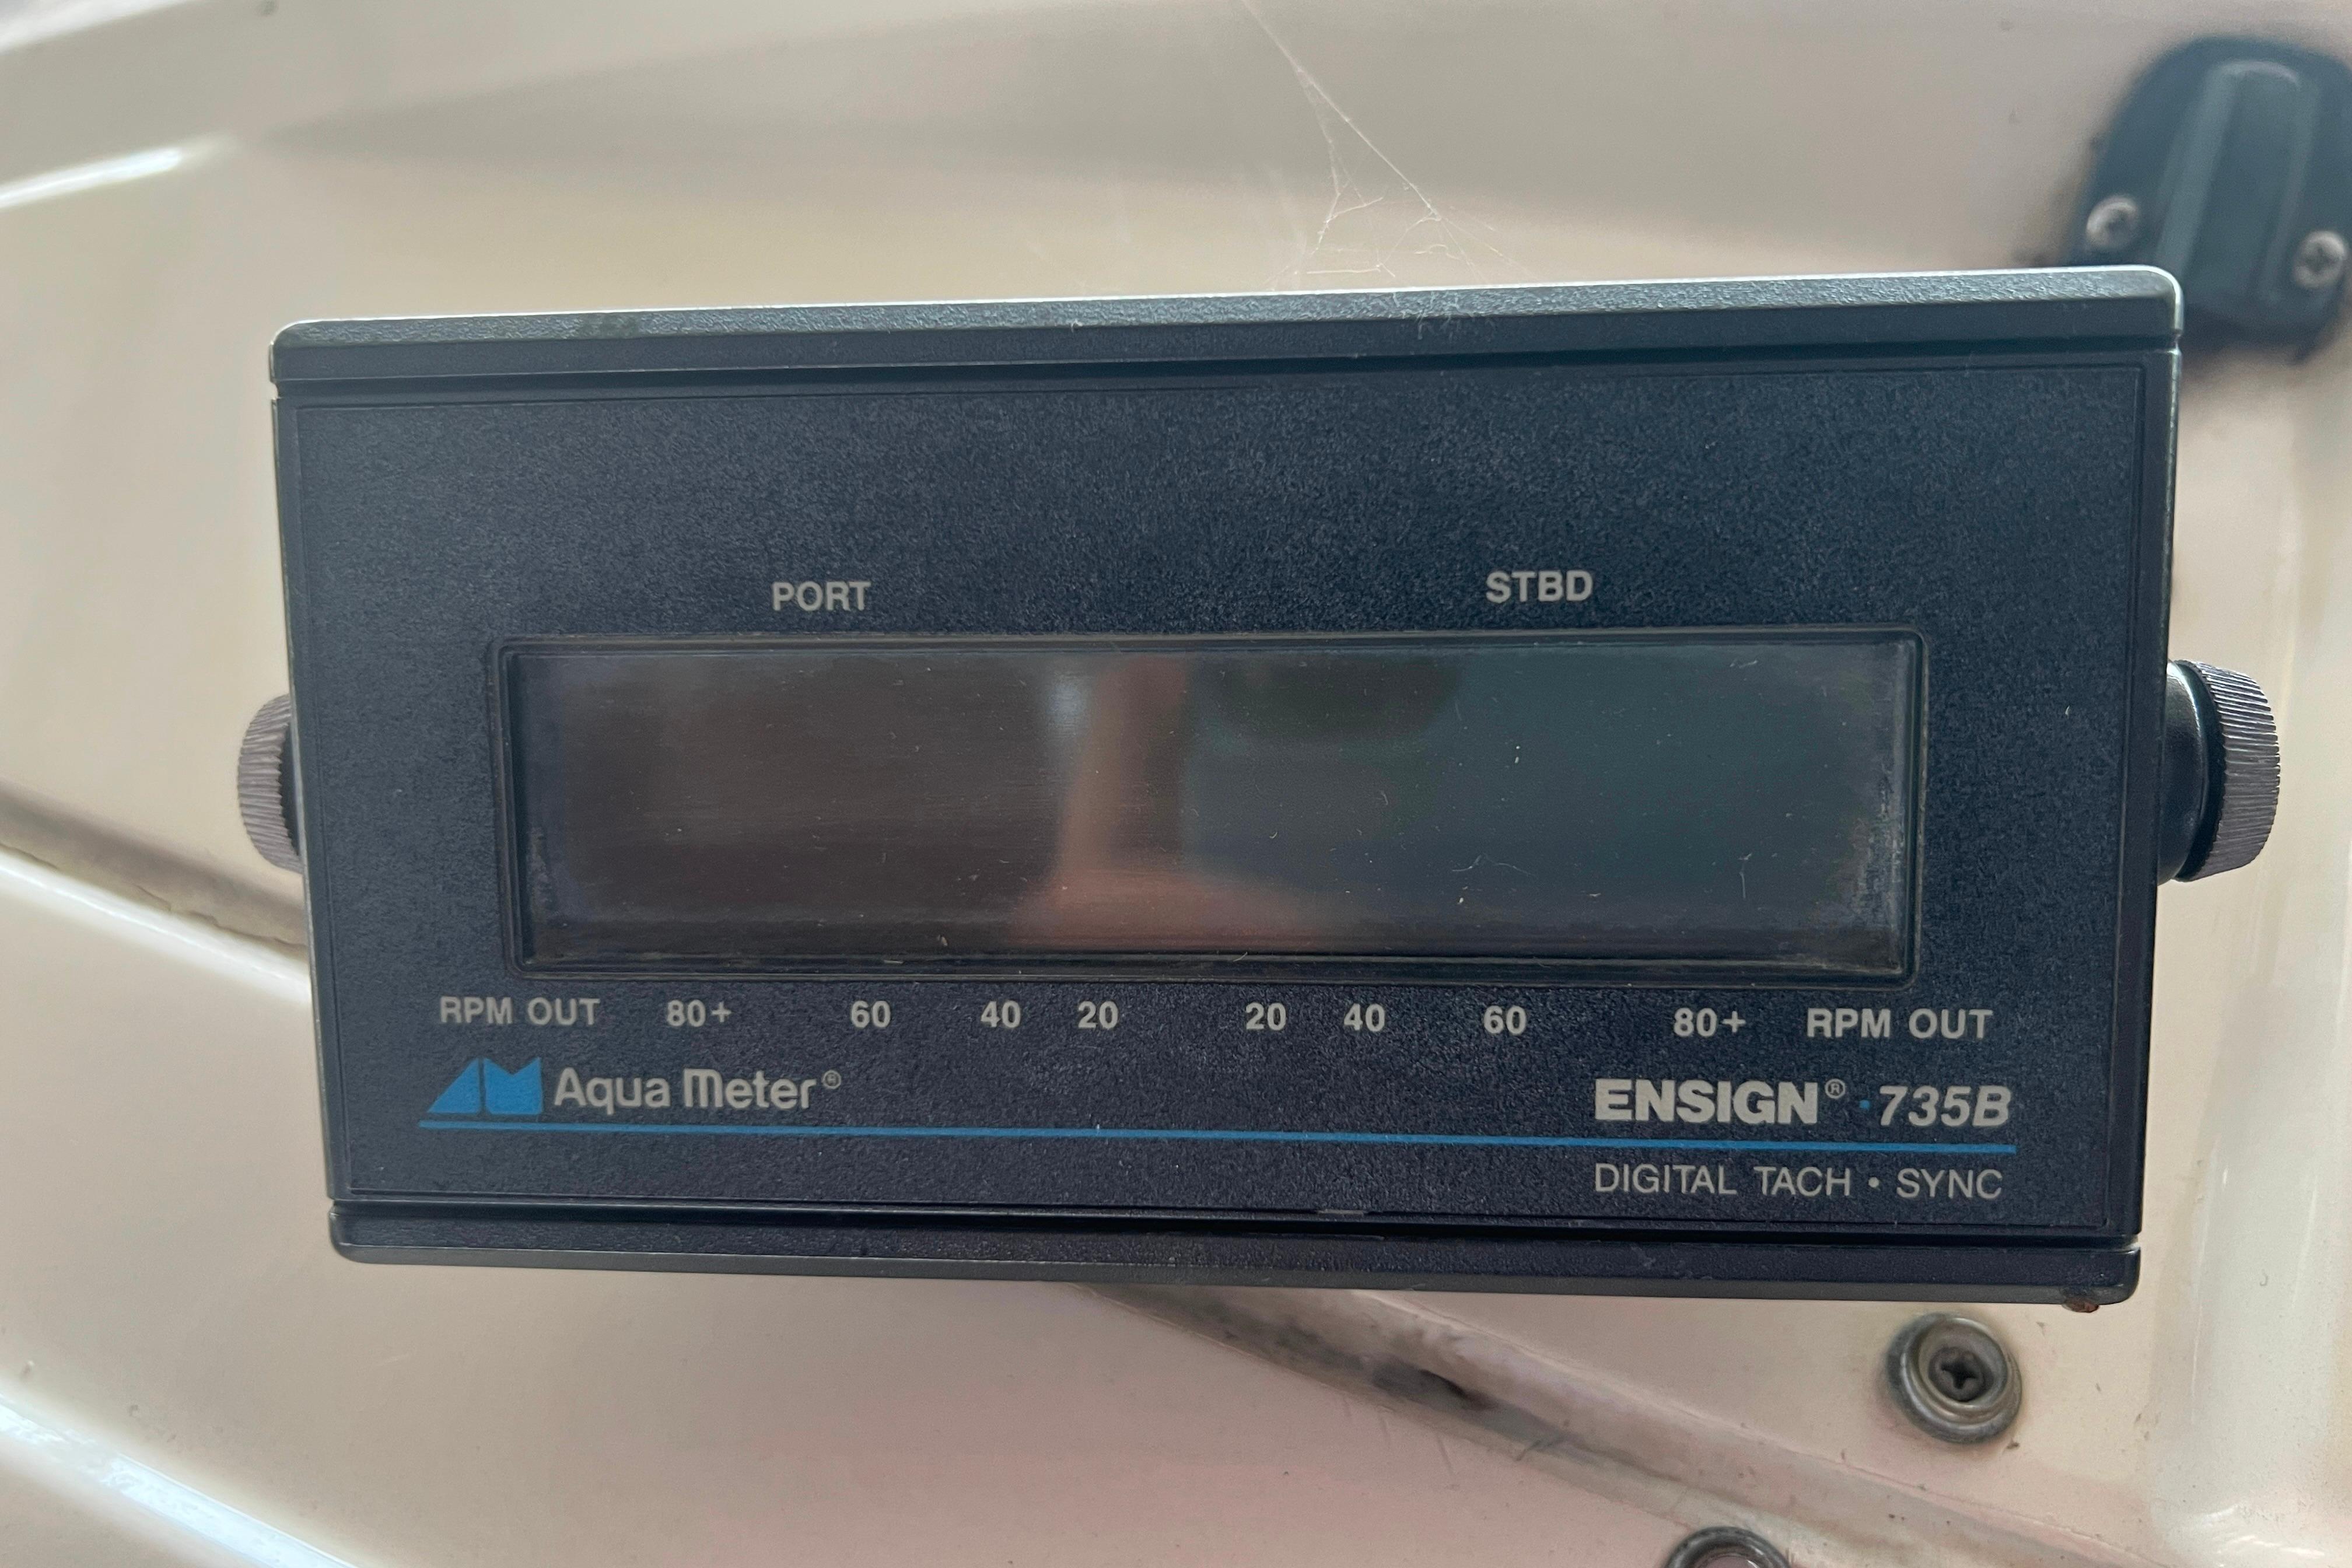 PORT STBD
RPM OUT 80+ 60 40 20 20 40 60 80+ RPM OUT
AM Aqua Meter® ENSIGN® · 735B
DIGITAL TACH • SYNC